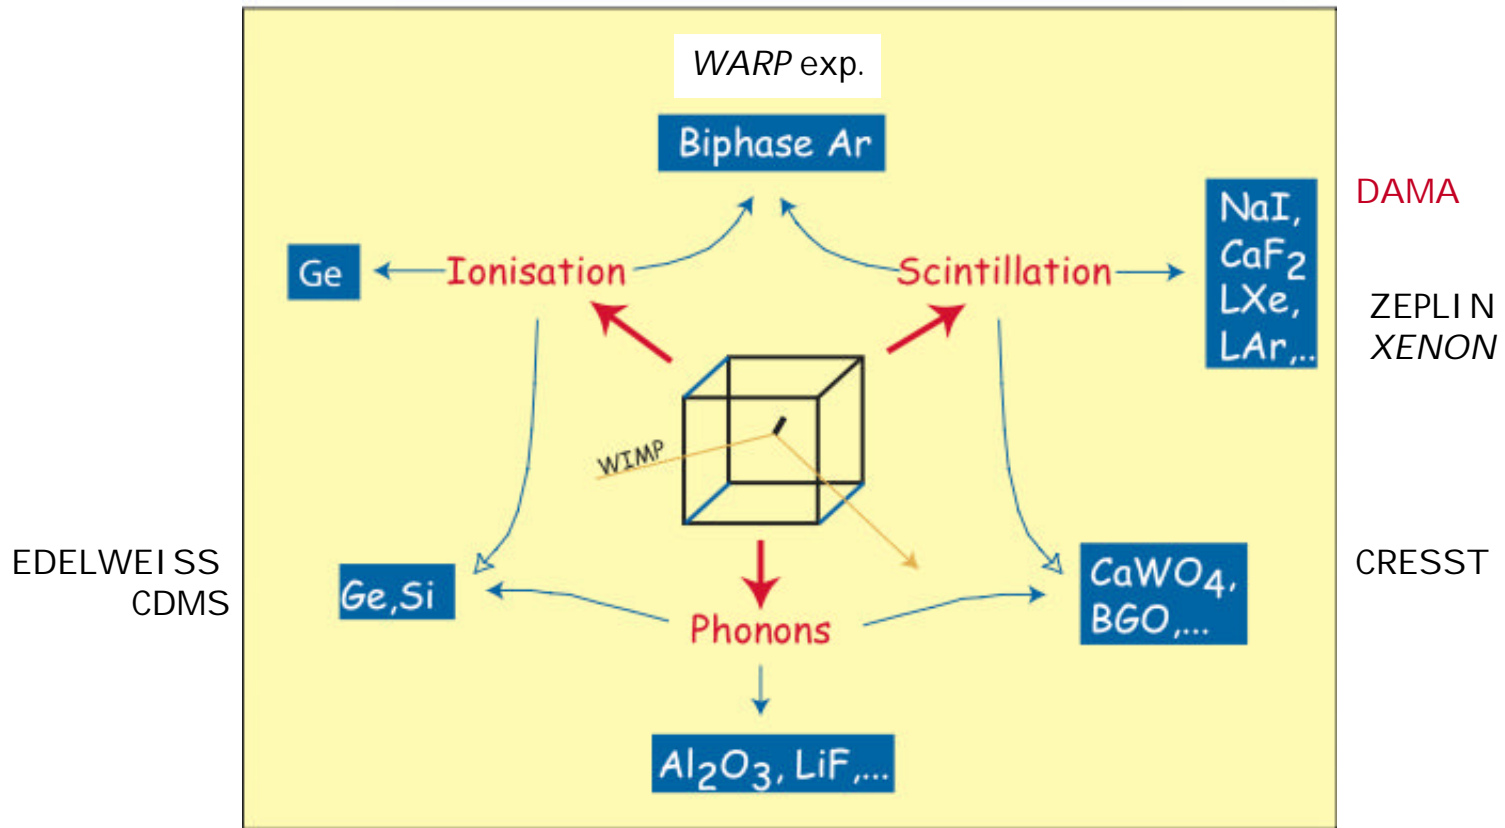 WARP exp.
Biphase Ar
NaI,
CaF2
LXe,
LAr,..
DAMA
Ge
Ionisation
Scintillation
ZEPLIN
XENON
WIMP
EDELWEISS
CDMS
Ge,Si
CaWO4,
BGO,...
CRESST
Phonons
Al2O3, LiF,...